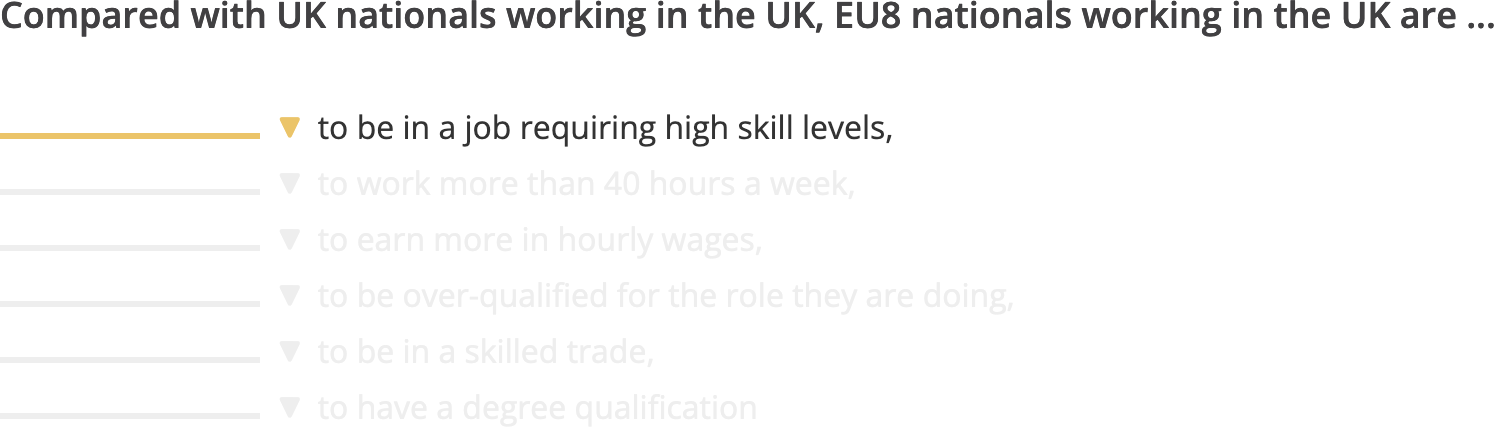 Compared with UK nationals working in the UK, EU8 nationals working in the UK are ...
to be in a job requiring high skill levels,
to work more than 40 hours a week,
to earn more in hourly wages,
to be over-qualified for the role they are doing,
to be in a skilled trade,
to have a degree qualification